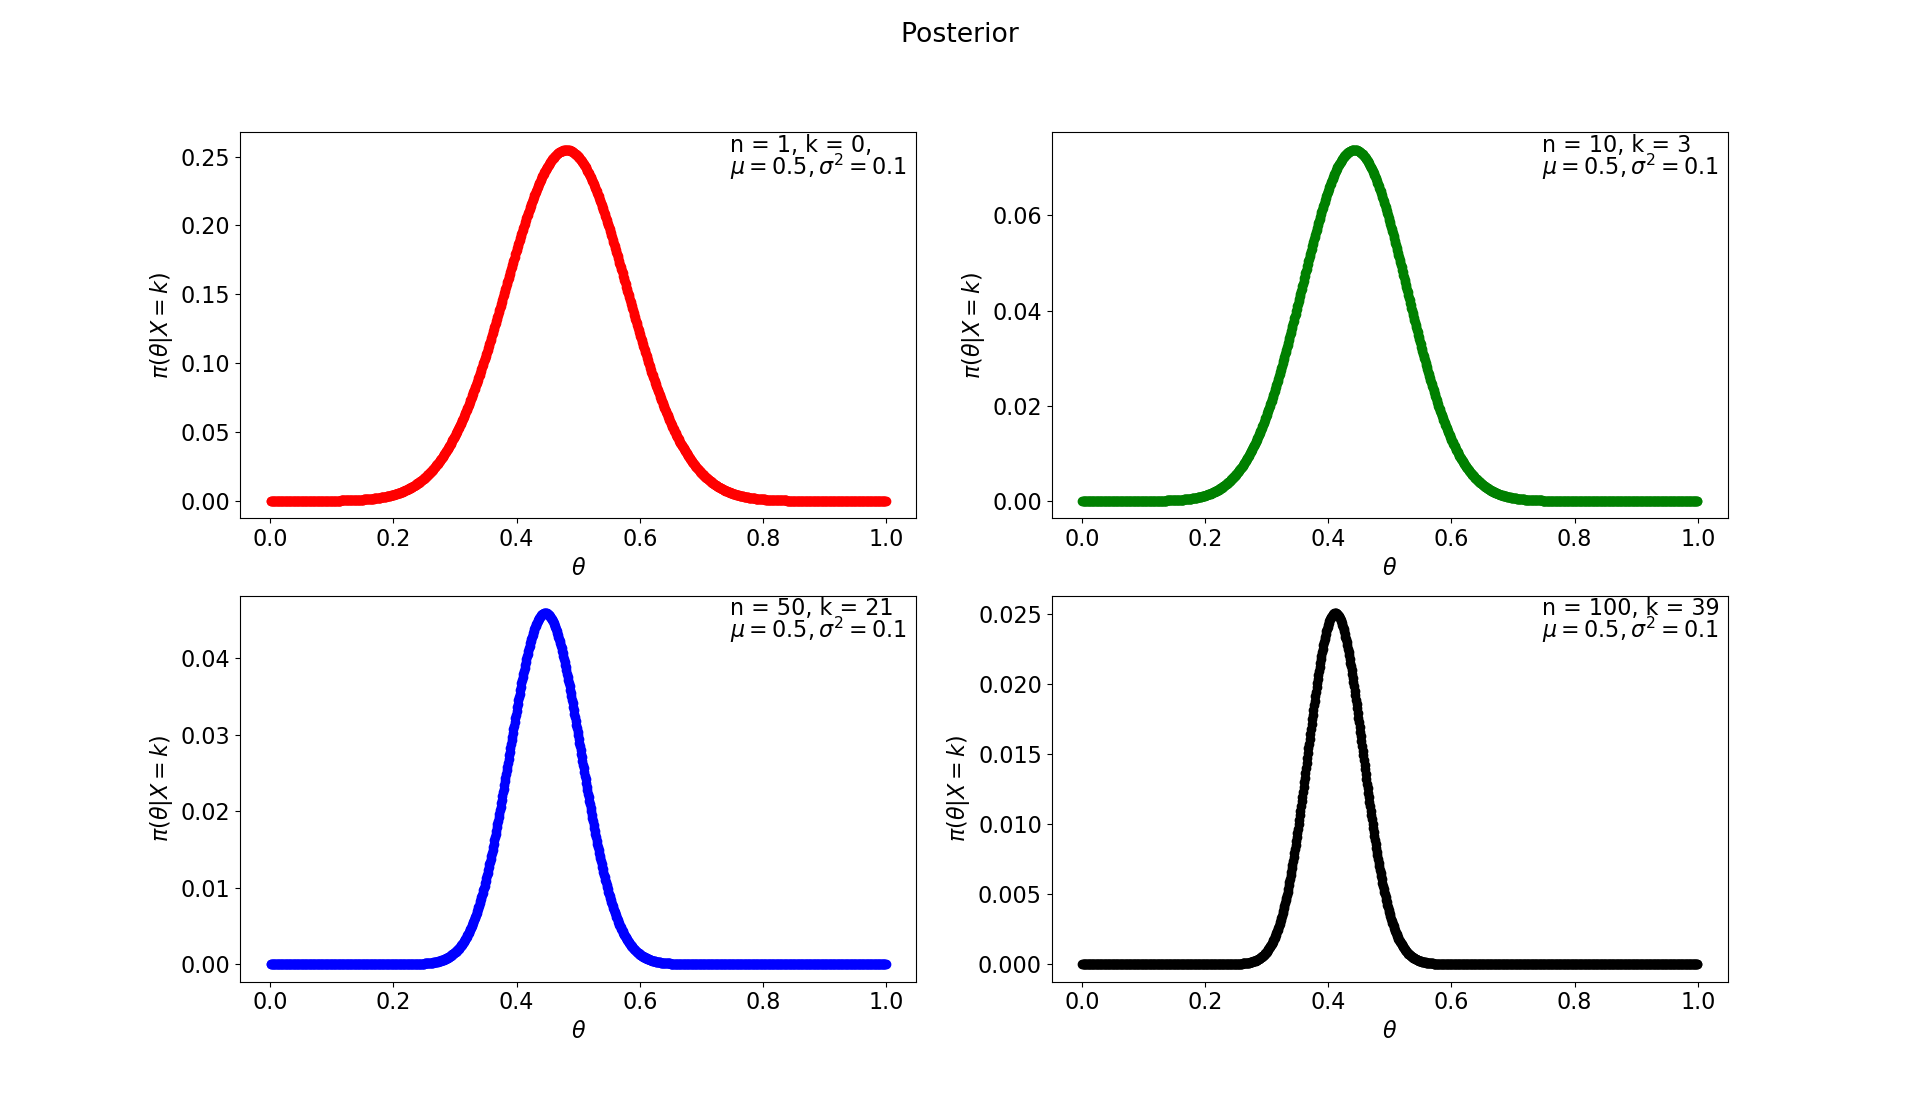 Posterior
n = 1, k = 0,
μ = 0.5, σ² = 0.1
π(θ|X = k)
0.25
0.20
0.15
0.10
0.05
0.00
0.0 0.2 0.4 0.6 0.8 1.0
θ
n = 10, k = 3
μ = 0.5, σ² = 0.1
π(θ|X = k)
0.06
0.04
0.02
0.00
0.0 0.2 0.4 0.6 0.8 1.0
θ
n = 50, k = 21
μ = 0.5, σ² = 0.1
π(θ|X = k)
0.04
0.03
0.02
0.01
0.00
0.0 0.2 0.4 0.6 0.8 1.0
θ
n = 100, k = 39
μ = 0.5, σ² = 0.1
π(θ|X = k)
0.025
0.020
0.015
0.010
0.005
0.000
0.0 0.2 0.4 0.6 0.8 1.0
θ